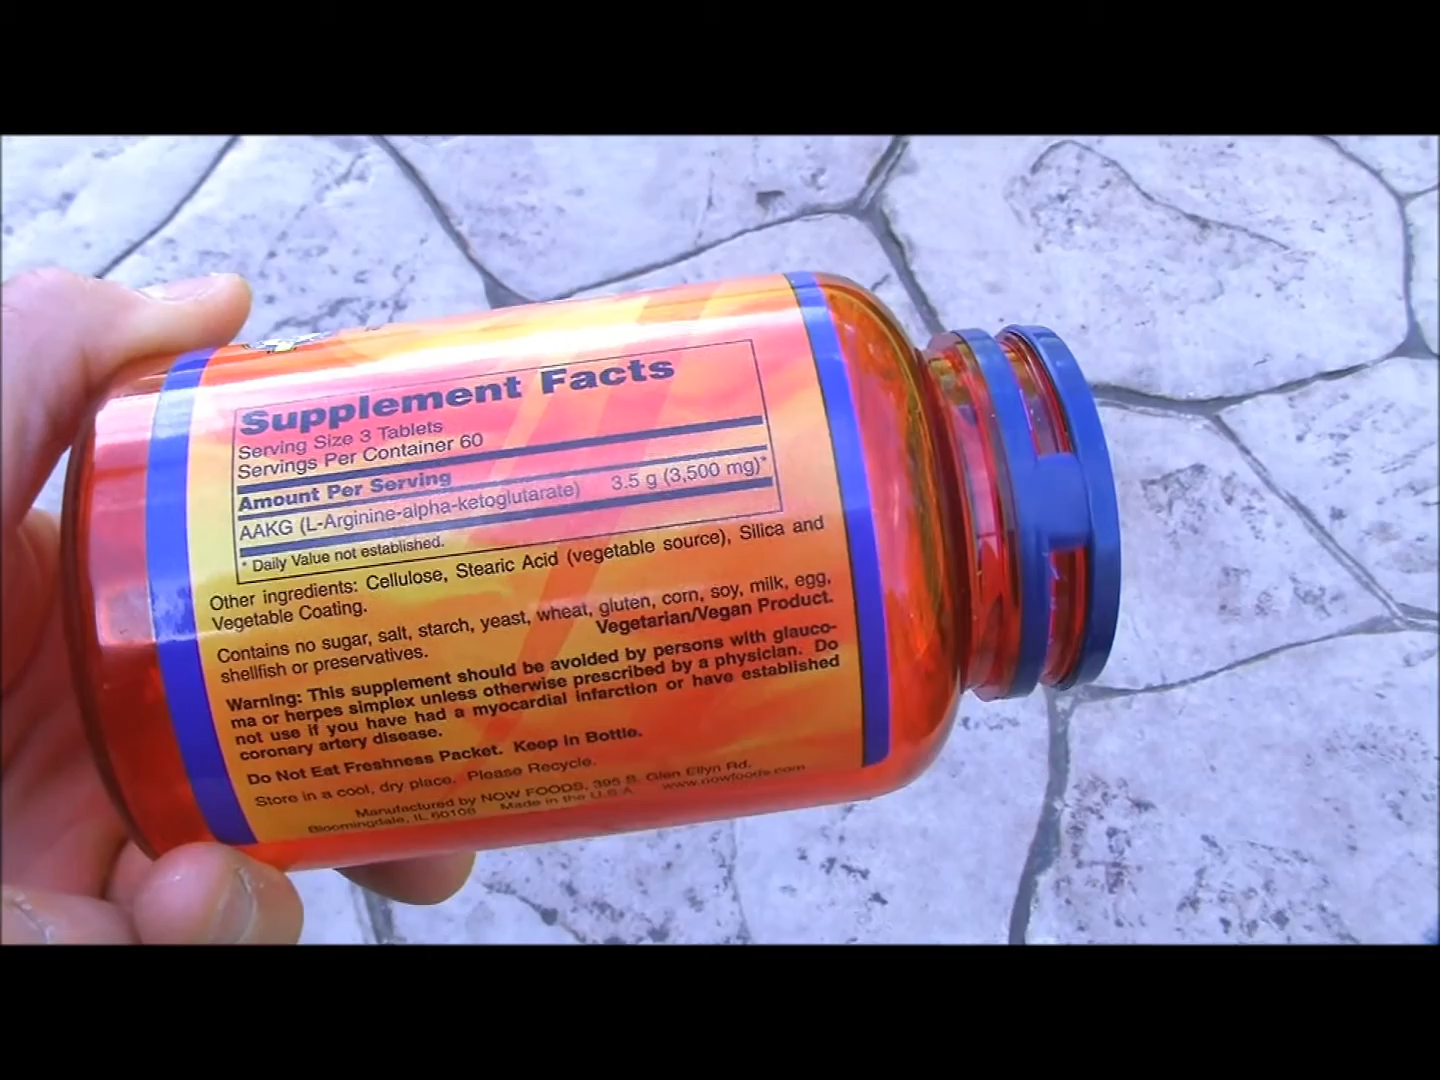 Supplement Facts
Serving Size 3 Tablets
Servings Per Container 60
Amount Per Serving
AAKG (L-Arginine-alpha-ketoglutarate) 3.5 g (3,500 mg)*
* Daily Value not established.
Other ingredients: Cellulose, Stearic Acid (vegetable source), Silica and
Vegetable Coating.
Contains no sugar, salt, starch, yeast, wheat, gluten, corn, soy, milk, egg,
shellfish or preservatives. Vegetarian/Vegan Product.
Warning: This supplement should be avoided by persons with glauco-
ma or herpes simplex unless otherwise prescribed by a physician. Do
not use if you have had a myocardial infarction or have established
coronary artery disease.
Do Not Eat Freshness Packet. Keep in Bottle.
Store in a cool, dry place. Please Recycle.
Manufactured by NOW FOODS, 395 S. Glen Ellyn Rd.
Bloomingdale, IL 60108 Made in the U.S.A www.nowfoods.com